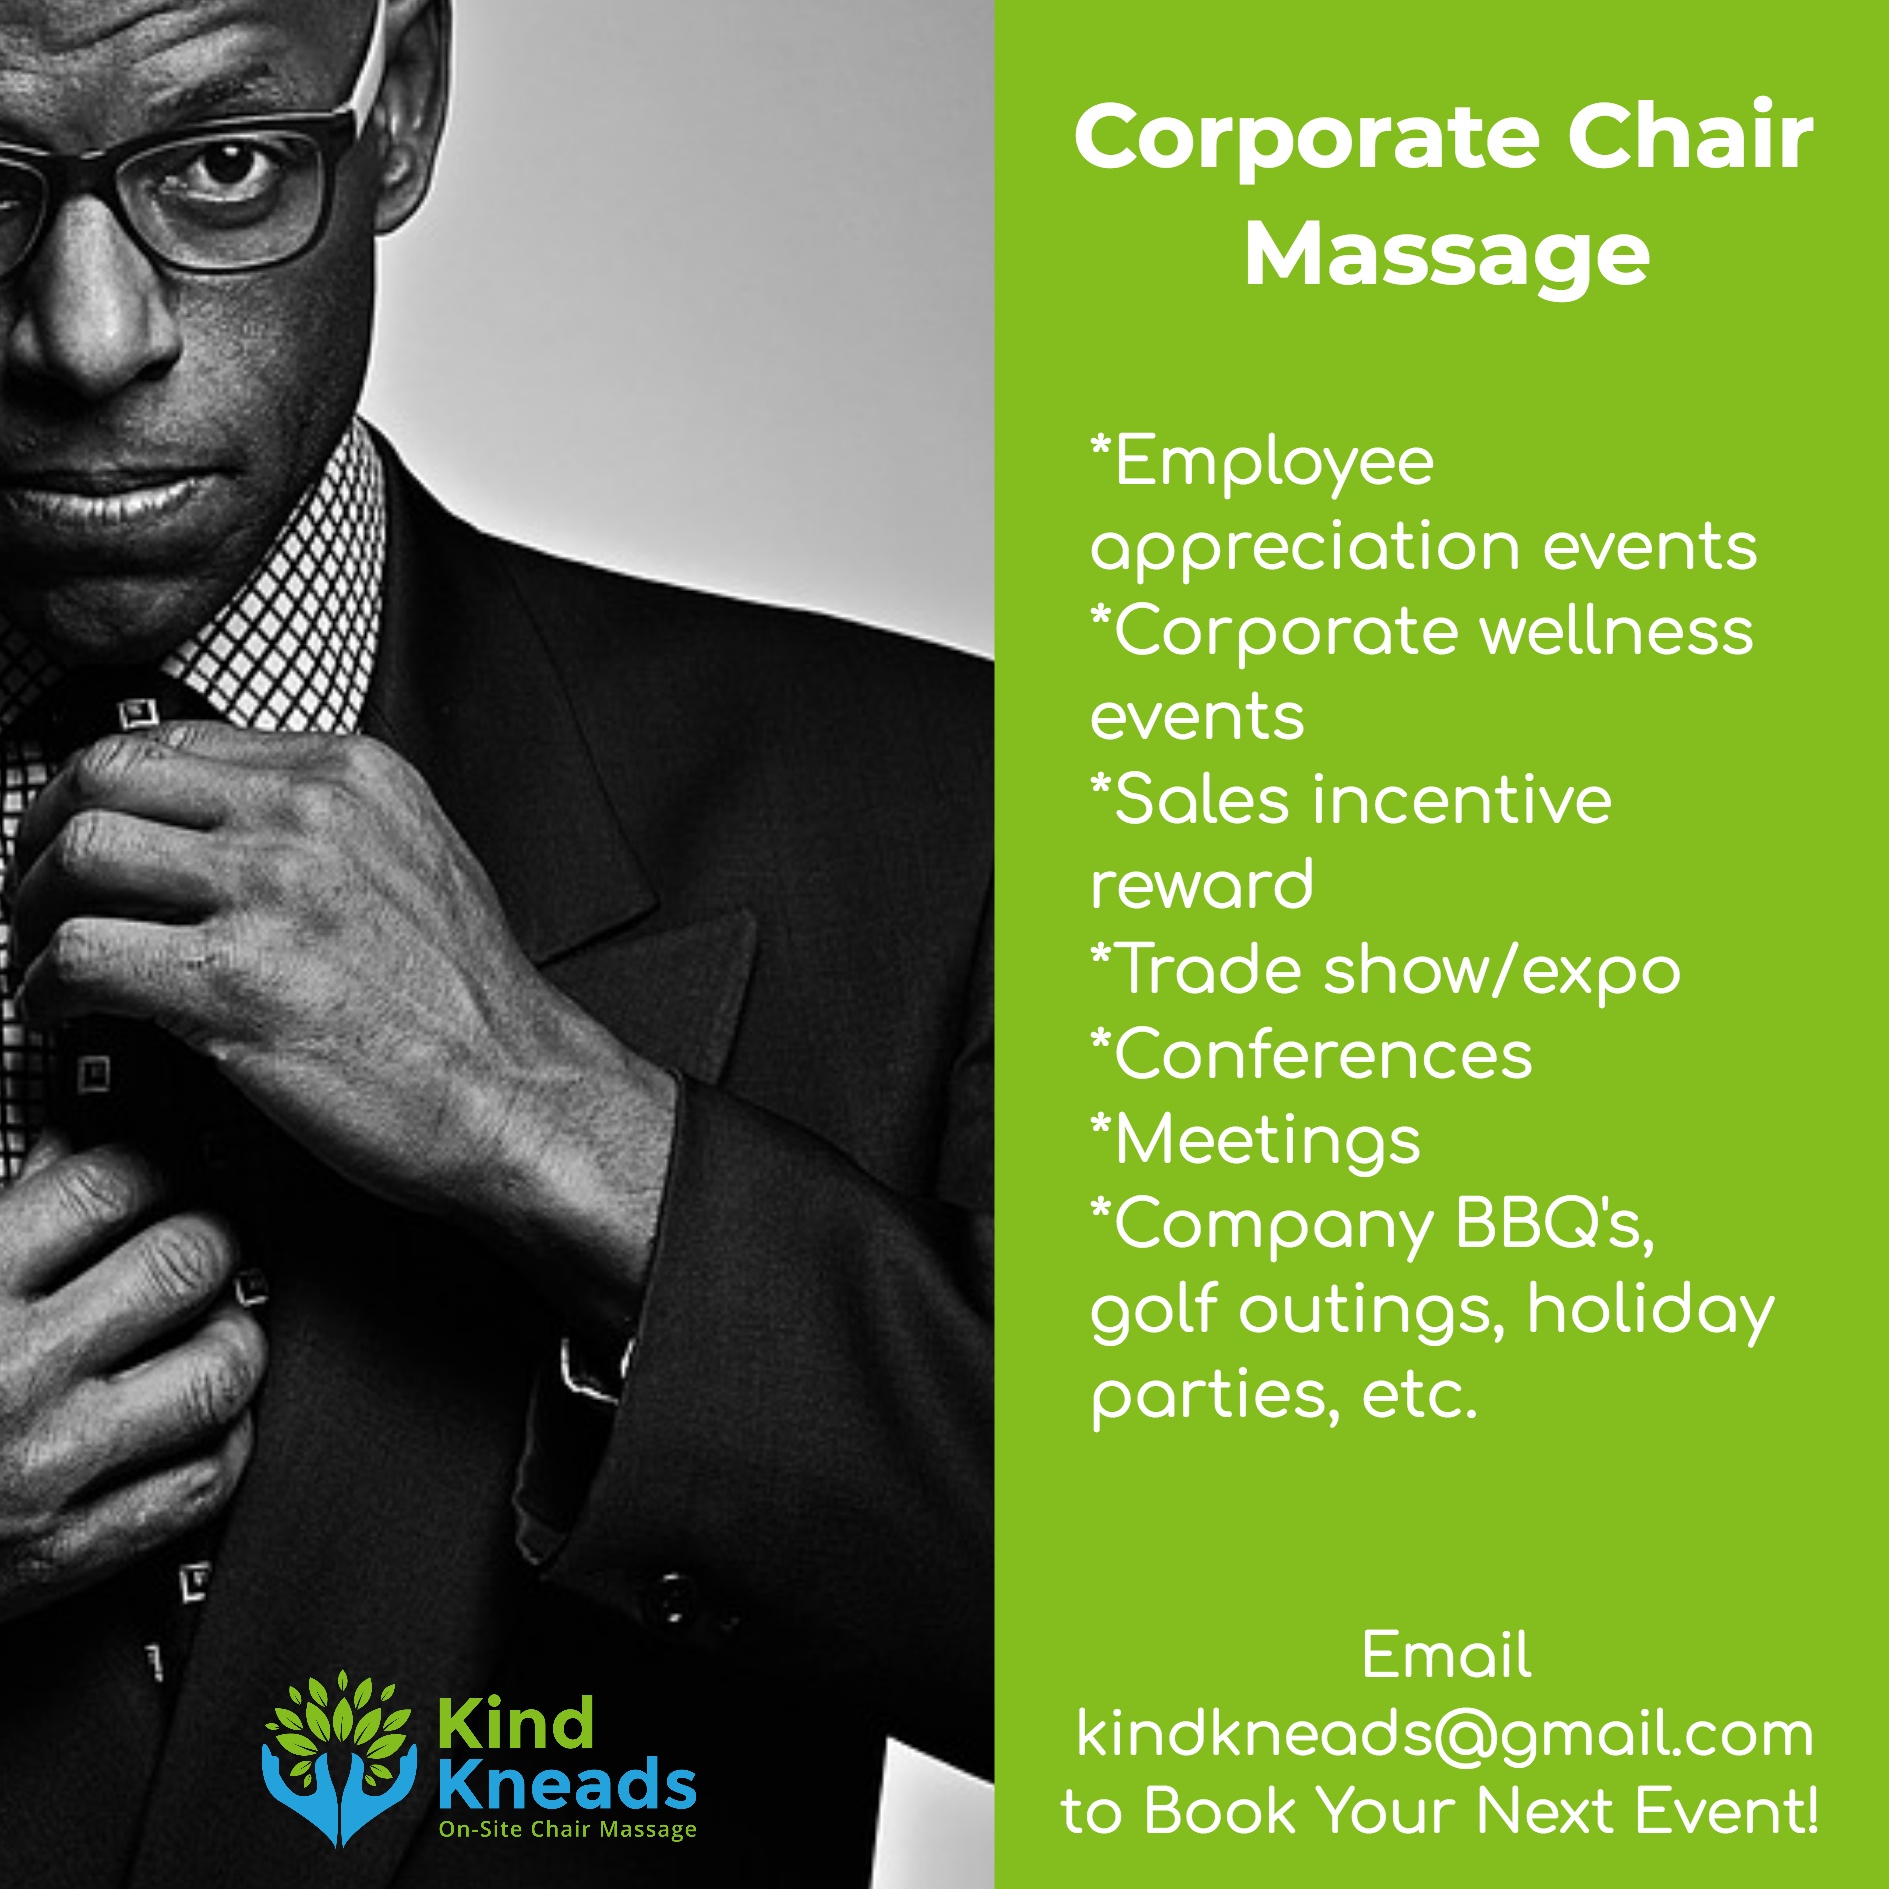 Corporate Chair
Massage
*Employee
appreciation events
*Corporate wellness
events
*Sales incentive
reward
*Trade show/expo
*Conferences
*Meetings
*Company BBQ's,
golf outings, holiday
parties, etc.
Email
kindkneads@gmail.com
to Book Your Next Event!
Kind
Kneads
On-Site Chair Massage